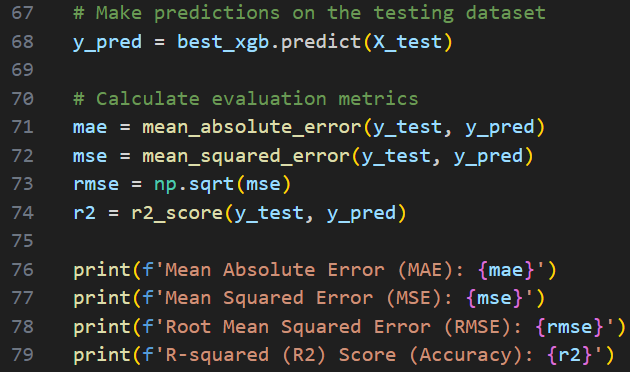 67 # Make predictions on the testing dataset
68 y_pred = best_xgb.predict(X_test)
69
70 # Calculate evaluation metrics
71 mae = mean_absolute_error(y_test, y_pred)
72 mse = mean_squared_error(y_test, y_pred)
73 rmse = np.sqrt(mse)
74 r2 = r2_score(y_test, y_pred)
75
76 print(f'Mean Absolute Error (MAE): {mae}')
77 print(f'Mean Squared Error (MSE): {mse}')
78 print(f'Root Mean Squared Error (RMSE): {rmse}')
79 print(f'R-squared (R2) Score (Accuracy): {r2}')